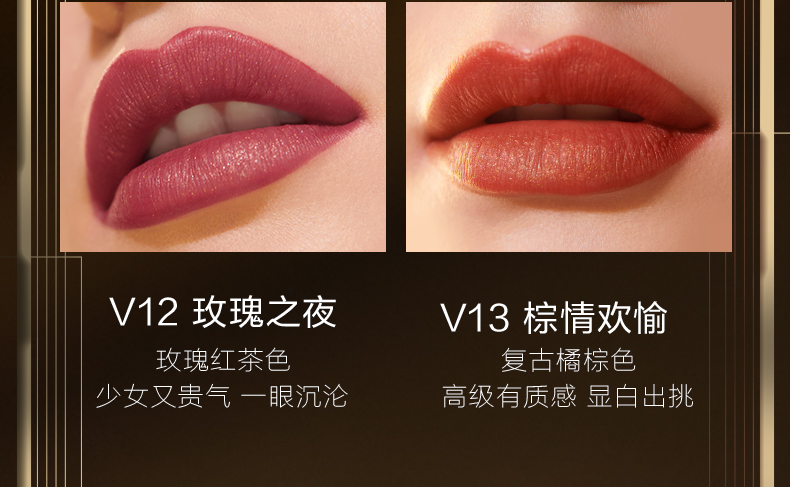 V12 玫瑰之夜
玫瑰红茶色
少女又贵气 一眼沉沦
V13 棕情欢愉
复古橘棕色
高级有质感 显白出挑